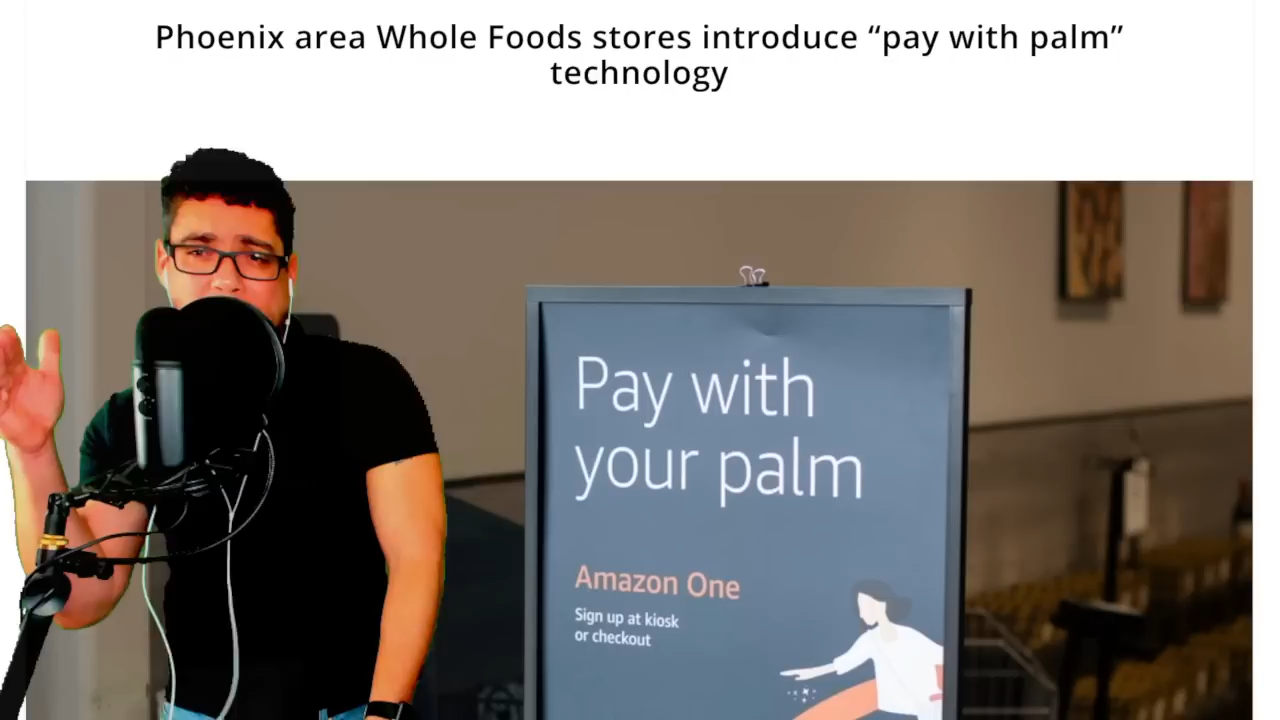 Phoenix area Whole Foods stores introduce “pay with palm”
technology
Pay with
your palm
Amazon One
Sign up at kiosk
or checkout